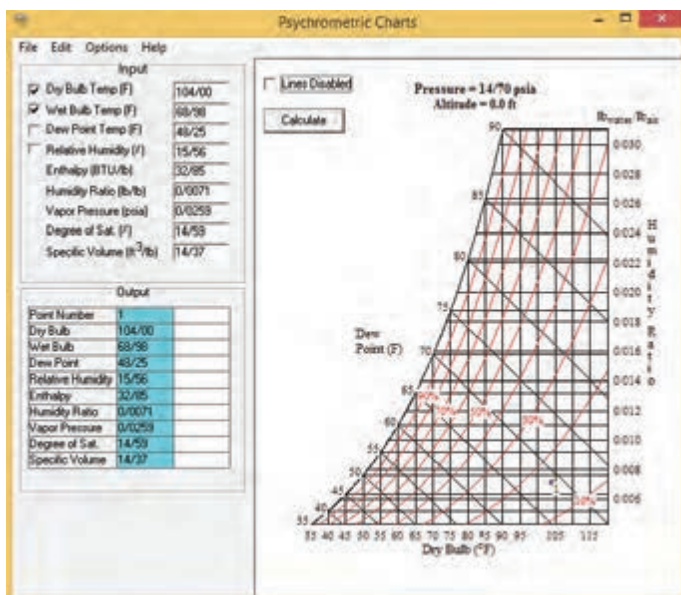 Psychrometric Charts
File Edit Options Help
Input
Dry Bulb Temp (F) 104/00
Wet Bulb Temp (F) 68/98
Dew Point Temp (F) 48/25
Relative Humidity (/) 15/56
Enthalpy (BTU/lb) 32/85
Humidity Ratio (lb/lb) 0/0071
Vapor Pressure (psia) 0/0259
Degree of Sat. (/) 14/59
Specific Volume (ft3/lb) 14/37
Output
Point Number 1
Dry Bulb 104/00
Wet Bulb 68/98
Dew Point 48/25
Relative Humidity 15/56
Enthalpy 32/85
Humidity Ratio 0/0071
Vapor Pressure 0/0259
Degree of Sat. 14/59
Specific Volume 14/37
Lines Disabled
Calculate
Pressure = 14/70 psia
Altitude = 0.0 ft
lbwater/lbair
90
85
80
75
70
65
60
55
50
45
40
35
Dew
Point (F)
90%
70%
50%
30%
10%
0.030
0.028
0.026
0.024
0.022
0.020
0.018
0.016
0.014
0.012
0.010
0.008
0.006
Humidity Ratio
35 40 45 50 55 60 65 70 75 80 85 90 95 105 115
Dry Bulb (°F)